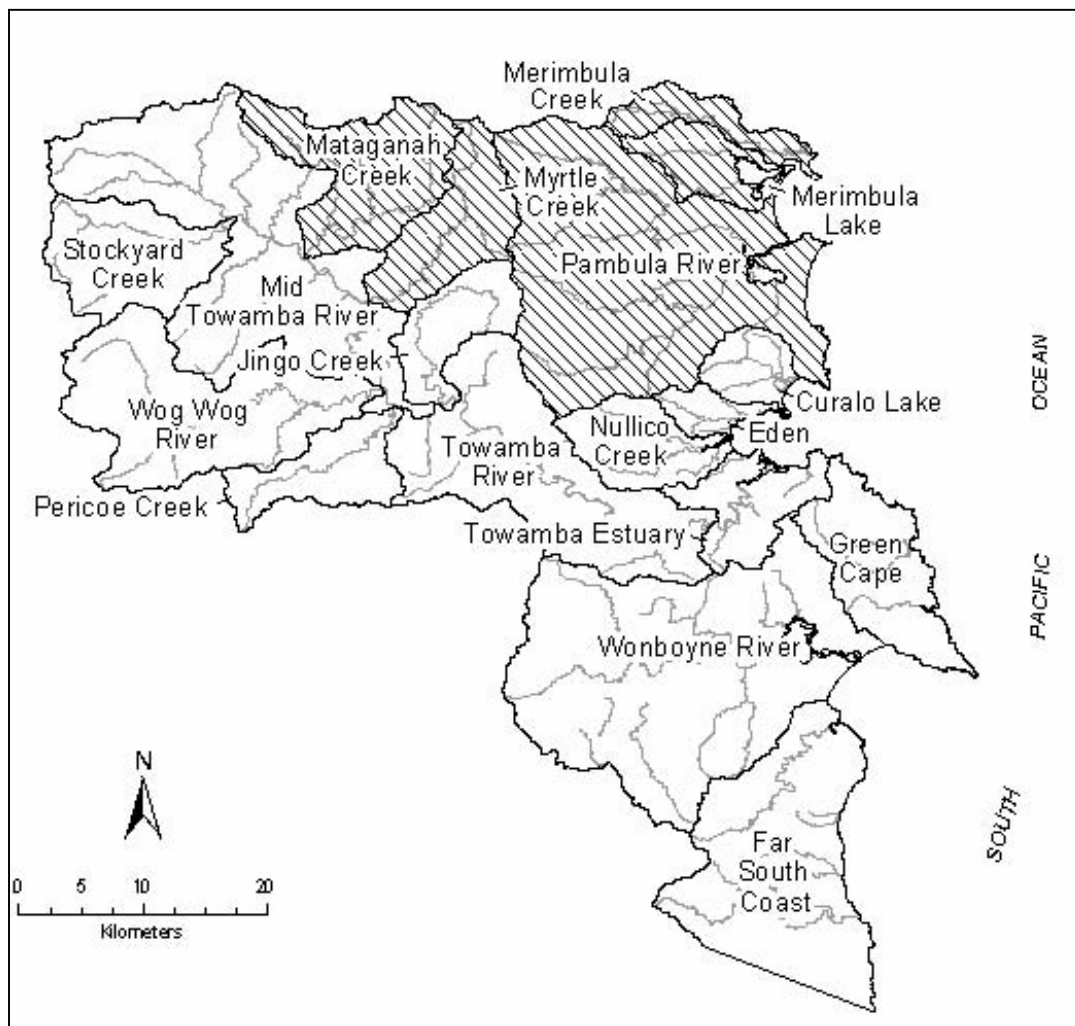 Merimbula
Creek
Mataganah
Creek
Myrtle
Creek
Merimbula
Lake
Stockyard
Creek
Pambula River
Mid
Towamba River
Jingo Creek
OCEAN
Curalo Lake
Wog Wog
River
Nullico
Creek
Eden
Towamba
River
Pericoe Creek
Towamba Estuary
Green
Cape
PACIFIC
Wonboyne River
N
SOUTH
Far
South
Coast
0 5 10 20
Kilometers